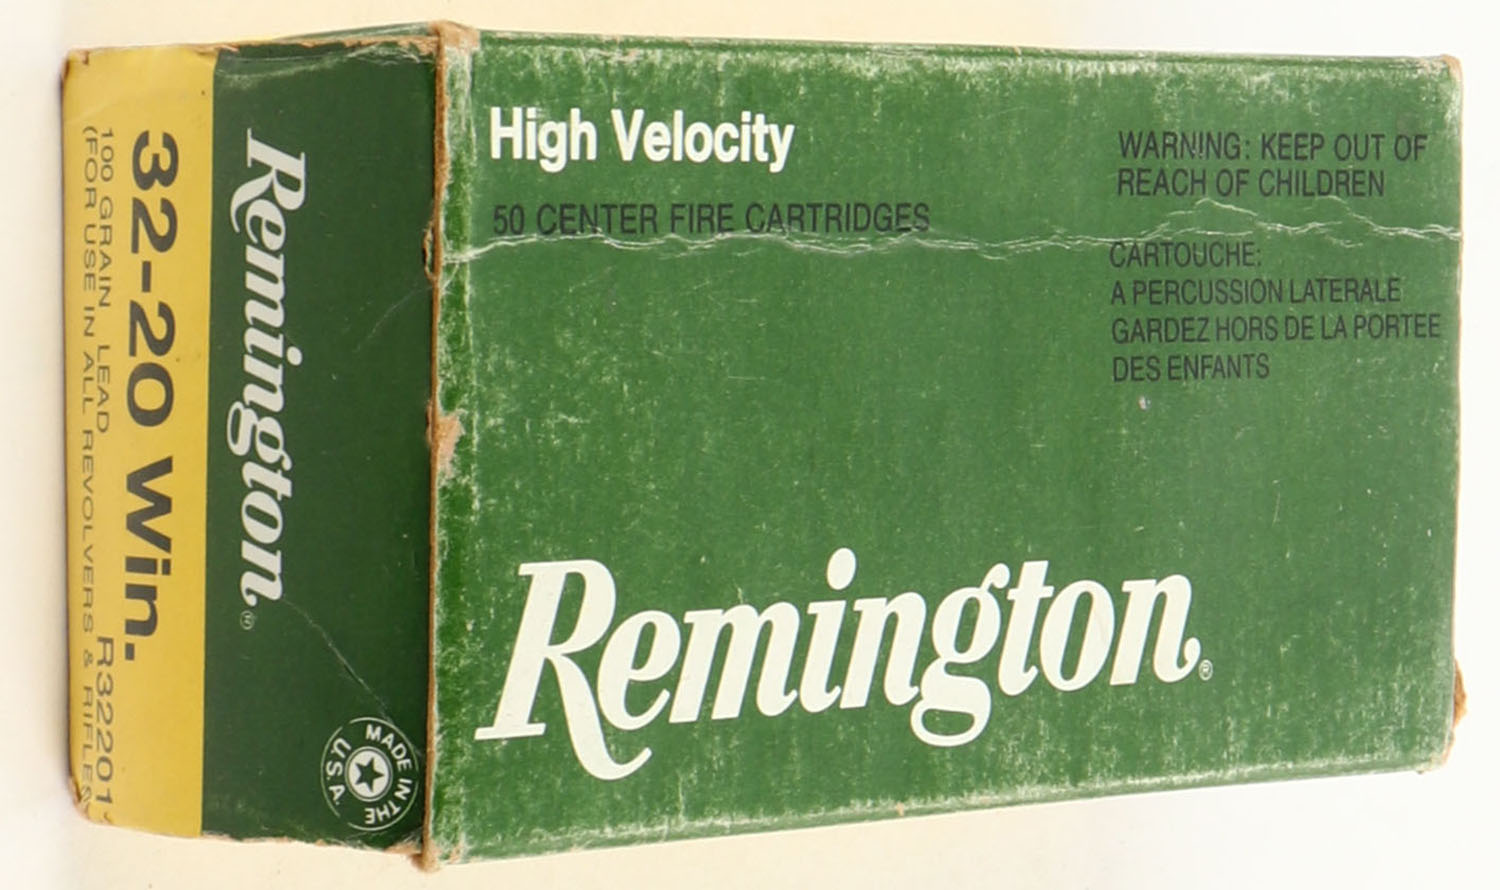 High Velocity
50 CENTER FIRE CARTRIDGES
WARNING: KEEP OUT OF
REACH OF CHILDREN
CARTOUCHE:
A PERCUSSION LATERALE
GARDEZ HORS DE LA PORTEE
DES ENFANTS
Remington®
Remington®
MADE IN THE
U.S.A.
32-20 Win.
100 GRAIN LEAD R32201
(FOR USE IN ALL REVOLVERS & RIFLES)